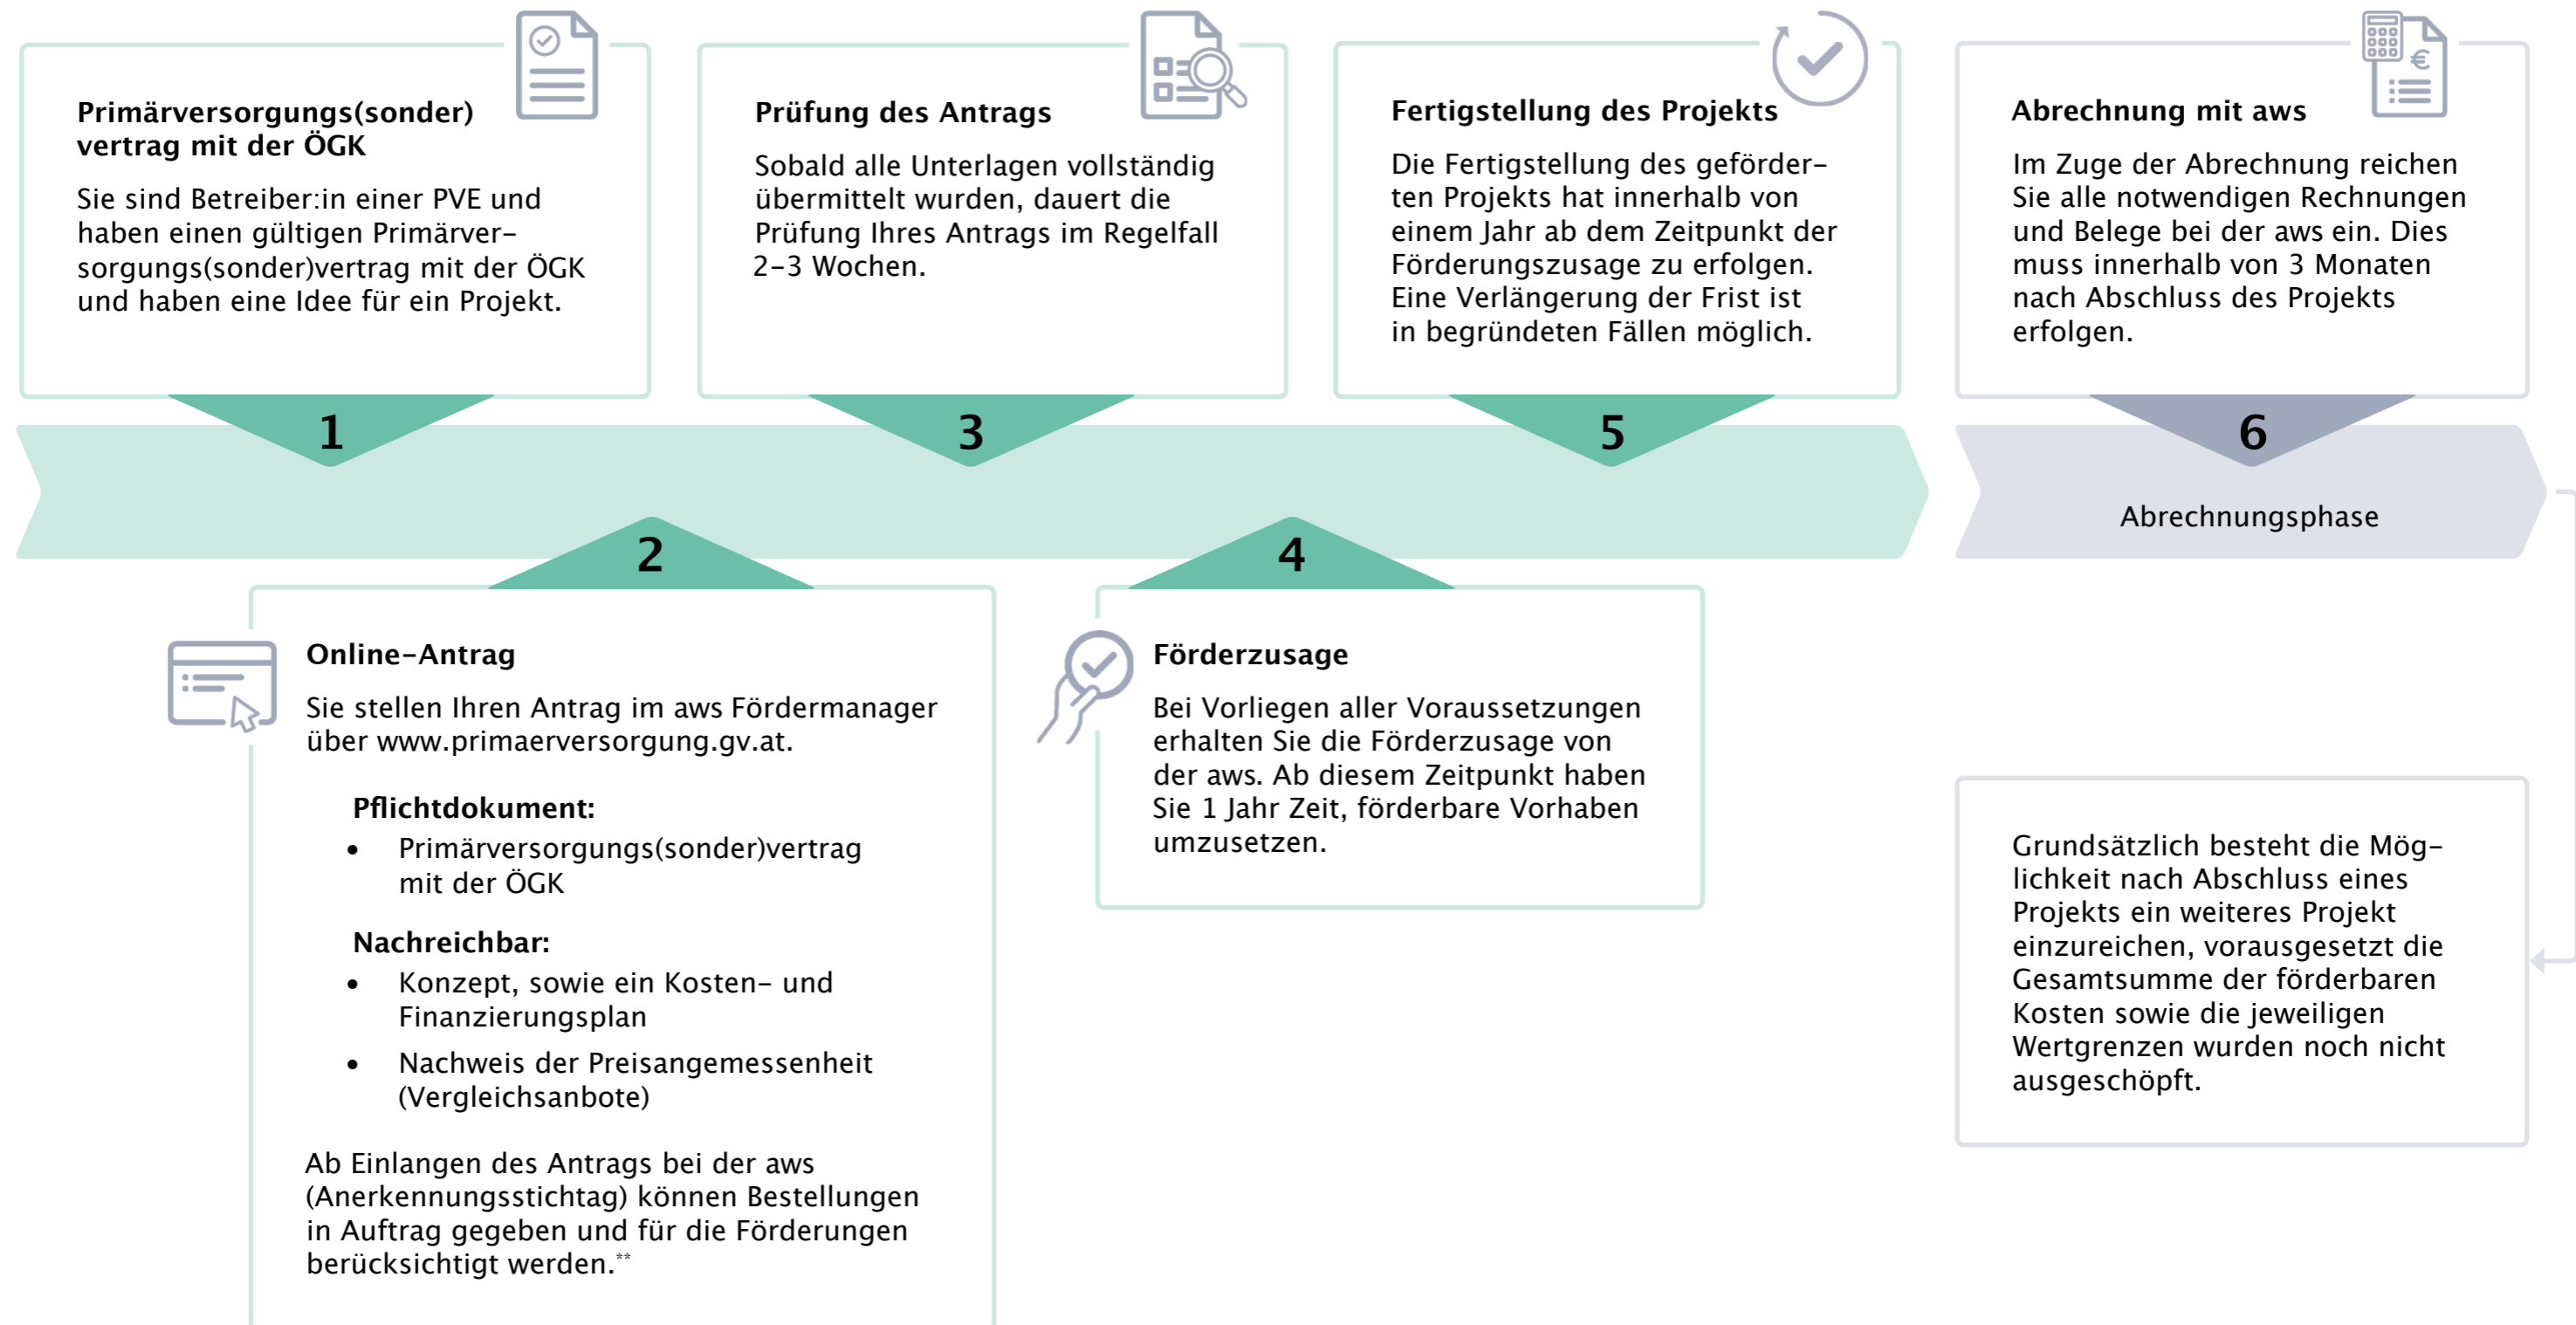 Primärversorgungs(sonder)
vertrag mit der ÖGK
Sie sind Betreiber:in einer PVE und
haben einen gültigen Primärver-
sorgungs(sonder)vertrag mit der ÖGK
und haben eine Idee für ein Projekt.
1
Online-Antrag
Sie stellen Ihren Antrag im aws Fördermanager
über www.primaerversorgung.gv.at.
Pflichtdokument:
• Primärversorgungs(sonder)vertrag
mit der ÖGK
Nachreichbar:
• Konzept, sowie ein Kosten- und
Finanzierungsplan
• Nachweis der Preisangemessenheit
(Vergleichsanbote)
Ab Einlangen des Antrags bei der aws
(Anerkennungsstichtag) können Bestellungen
in Auftrag gegeben und für die Förderungen
berücksichtigt werden.**
2
Prüfung des Antrags
Sobald alle Unterlagen vollständig
übermittelt wurden, dauert die
Prüfung Ihres Antrags im Regelfall
2-3 Wochen.
3
Förderzusage
Bei Vorliegen aller Voraussetzungen
erhalten Sie die Förderzusage von
der aws. Ab diesem Zeitpunkt haben
Sie 1 Jahr Zeit, förderbare Vorhaben
umzusetzen.
4
Fertigstellung des Projekts
Die Fertigstellung des geförder-
ten Projekts hat innerhalb von
einem Jahr ab dem Zeitpunkt der
Förderungszusage zu erfolgen.
Eine Verlängerung der Frist ist
in begründeten Fällen möglich.
5
Abrechnung mit aws
Im Zuge der Abrechnung reichen
Sie alle notwendigen Rechnungen
und Belege bei der aws ein. Dies
muss innerhalb von 3 Monaten
nach Abschluss des Projekts
erfolgen.
€
6
Abrechnungsphase
Grundsätzlich besteht die Mög-
lichkeit nach Abschluss eines
Projekts ein weiteres Projekt
einzureichen, vorausgesetzt die
Gesamtsumme der förderbaren
Kosten sowie die jeweiligen
Wertgrenzen wurden noch nicht
ausgeschöpft.